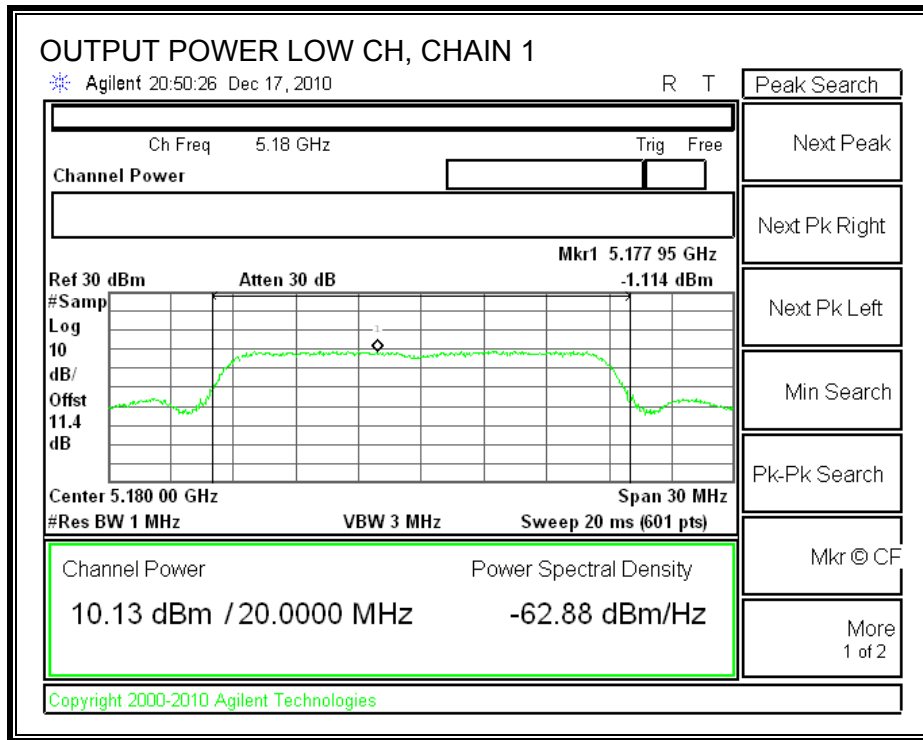 OUTPUT POWER LOW CH, CHAIN 1
Agilent 20:50:26 Dec 17, 2010 R T
Peak Search
Ch Freq 5.18 GHz Trig Free
Channel Power
Mkr1 5.177 95 GHz
Ref 30 dBm Atten 30 dB -1.114 dBm
#Samp
Log
10
dB/
Offst
11.4
dB
1
Center 5.180 00 GHz Span 30 MHz
#Res BW 1 MHz VBW 3 MHz Sweep 20 ms (601 pts)
Channel Power Power Spectral Density
10.13 dBm / 20.0000 MHz -62.88 dBm/Hz
Copyright 2000-2010 Agilent Technologies
Next Peak
Next Pk Right
Next Pk Left
Min Search
Pk-Pk Search
Mkr © CF
More
1 of 2